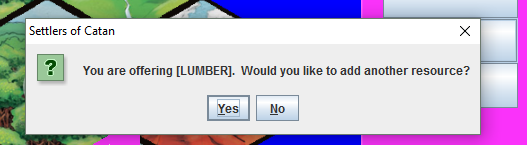 Settlers of Catan
You are offering [LUMBER].  Would you like to add another resource?
Yes No